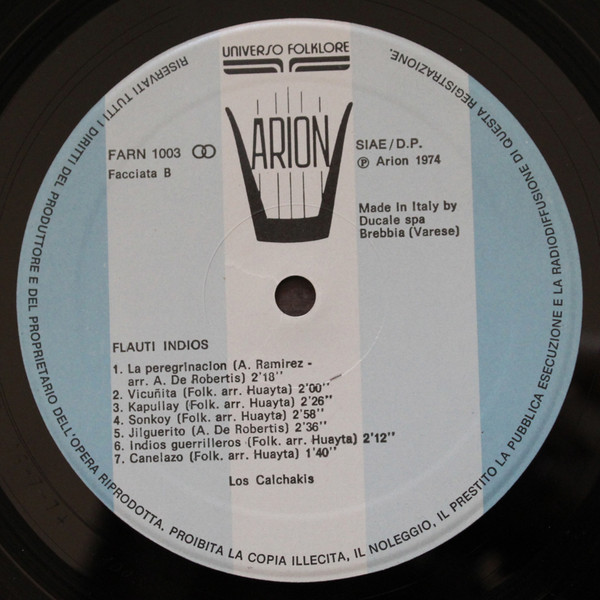 UNIVERSO FOLKLORE
ARION
FARN 1003
Facciata B
SIAE/D.P.
Ⓟ Arion 1974
Made in Italy by
Ducale spa
Brebbia (Varese)
FLAUTI INDIOS
1. La peregrinacion (A. Ramirez -
arr. A. De Robertis) 2'18''
2. Vicuñita (Folk. arr. Huayta) 2'00''
3. Kapullay (Folk. arr. Huayta) 2'26''
4. Sonkoy (Folk. arr. Huayta) 2'58''
5. Jilguerito (A. De Robertis) 2'36''
6. Indios guerrilleros (Folk. arr. Huayta) 2'12''
7. Canelazo (Folk. arr. Huayta) 1'40''
Los Calchakis
RISERVATI TUTTI I DIRITTI DEL PRODUTTORE E DEL PROPRIETARIO DELL'OPERA RIPRODOTTA. PROIBITA LA COPIA ILLECITA, IL NOLEGGIO, IL PRESTITO LA PUBBLICA ESECUZIONE E LA RADIODIFFUSIONE DI QUESTA REGISTRAZIONE.